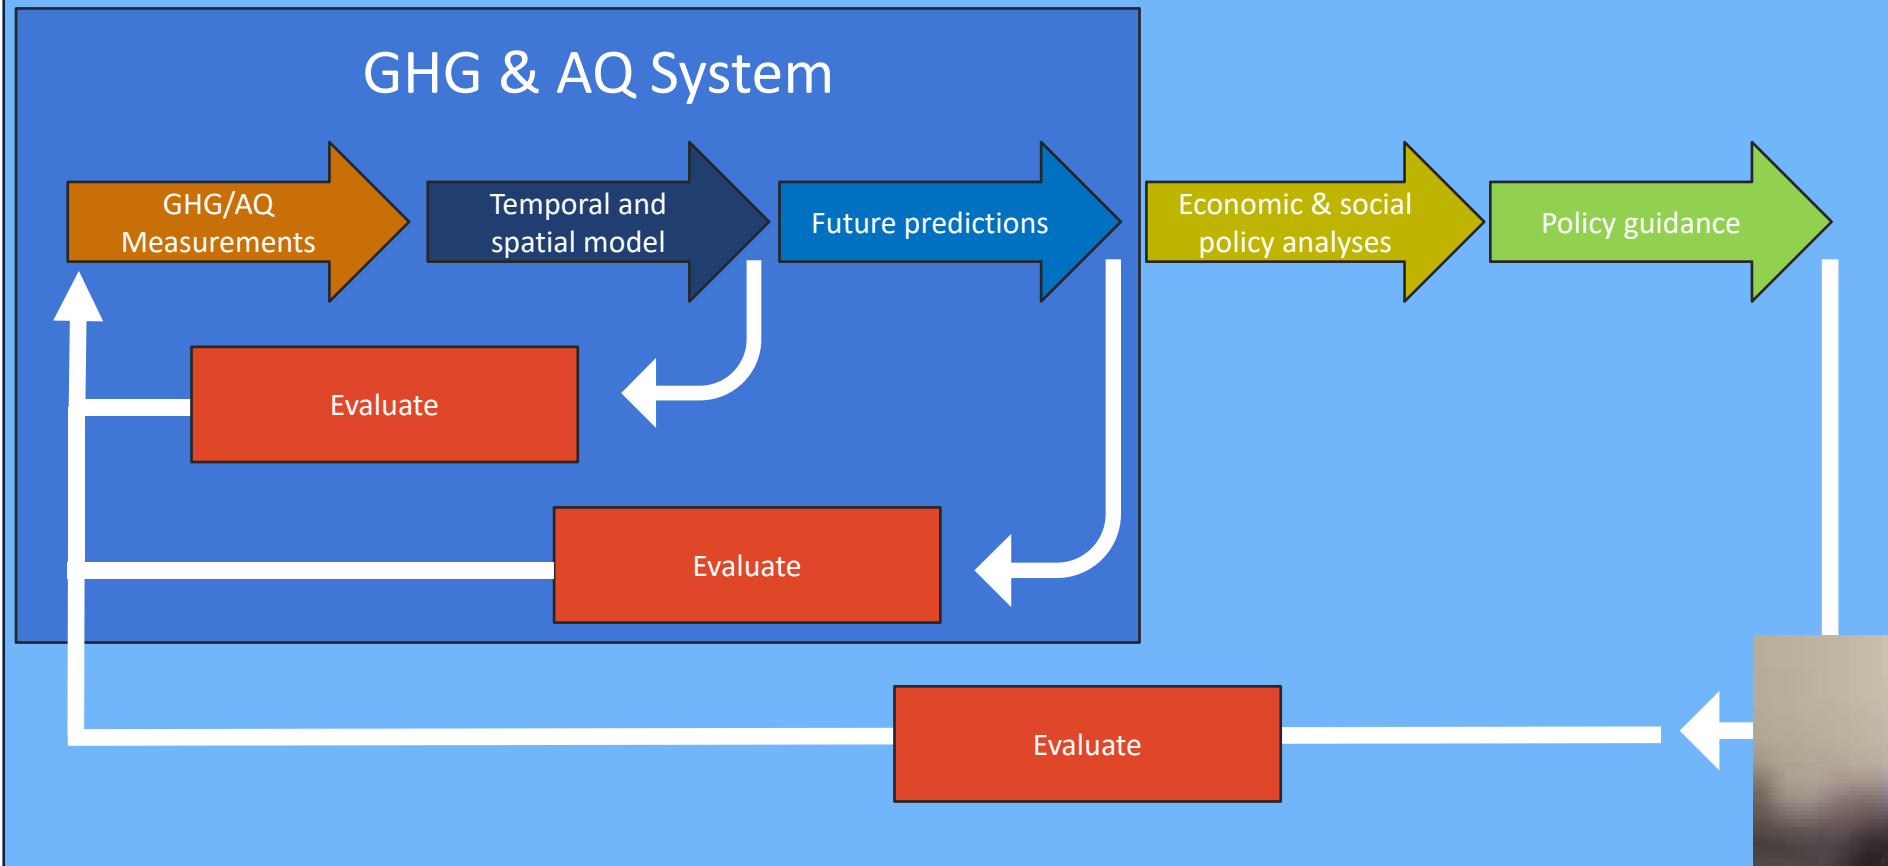 GHG & AQ System
GHG/AQ
Measurements
Temporal and
spatial model
Future predictions
Economic & social
policy analyses
Policy guidance
Evaluate
Evaluate
Evaluate